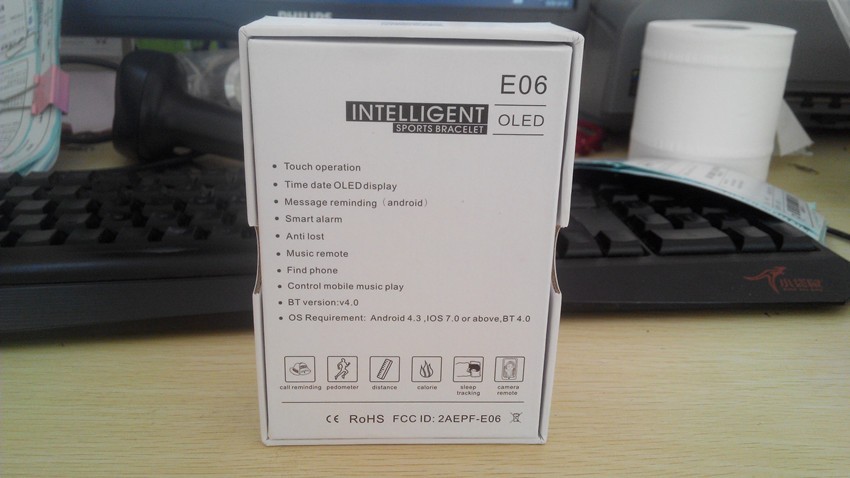 PHILIPS
E06
INTELLIGENT
SPORTS BRACELET
OLED
• Touch operation
• Time date OLED display
• Message reminding（android）
• Smart alarm
• Anti lost
• Music remote
• Find phone
• Control mobile music play
• BT version:v4.0
• OS Requirement: Android 4.3 ,IOS 7.0 or above,BT 4.0
call reminding
pedometer
distance
calorie
sleep tracking
camera remote
CE RoHS FCC ID: 2AEPF-E06